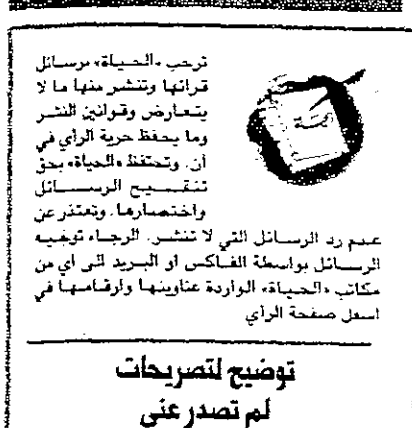 ترحب «الحياة» برسائل
قرائها وتنشر منها ما لا
يتعارض وقوانين النشر
وما يحفظ حرية الرأي في
آن. وتحتفظ «الحياة» بحق
تنقيح الرسائل
واختصارها. وتعتذر عن
عدم رد الرسائل التي لا تنشر. الرجاء توجيه
الرسائل بواسطة الفاكس او البريد الى اي من
مكاتب «الحياة» الواردة عناوينها وارقامها في
اسفل صفحة الرأي
توضيح لتصريحات
لم تصدر عني